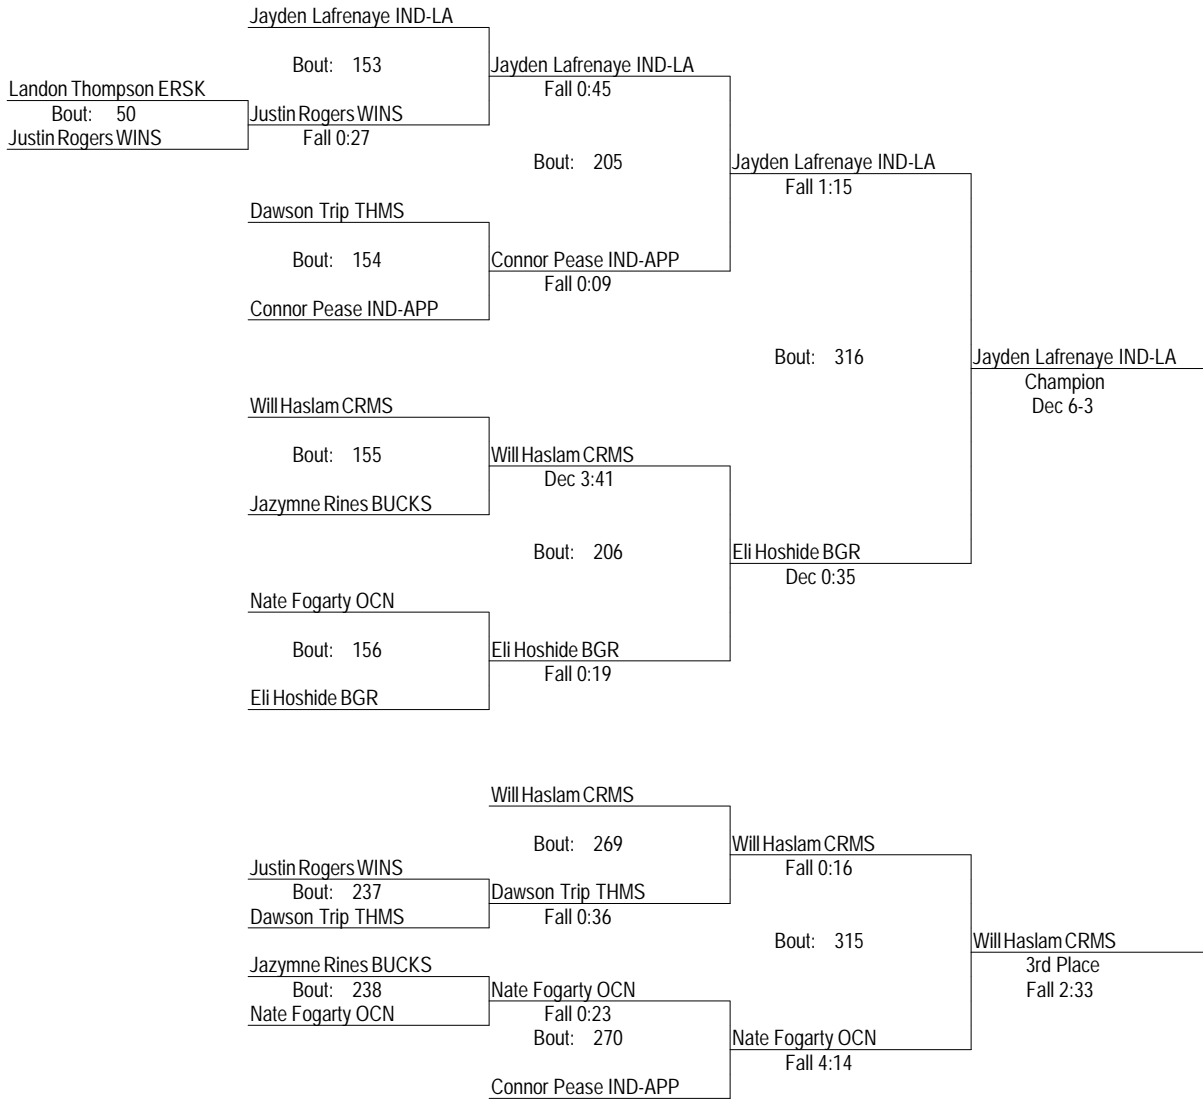 Jayden Lafrenaye IND-LA
Bout: 153
Jayden Lafrenaye IND-LA
Landon Thompson ERSK
Fall 0:45
Bout: 50
Justin Rogers WINS
Justin Rogers WINS
Fall 0:27
Bout: 205
Jayden Lafrenaye IND-LA
Fall 1:15
Dawson Trip THMS
Bout: 154
Connor Pease IND-APP
Fall 0:09
Connor Pease IND-APP
Bout: 316
Jayden Lafrenaye IND-LA
Champion
Dec 6-3
Will Haslam CRMS
Bout: 155
Will Haslam CRMS
Dec 3:41
Jazymne Rines BUCKS
Bout: 206
Eli Hoshide BGR
Dec 0:35
Nate Fogarty OCN
Bout: 156
Eli Hoshide BGR
Fall 0:19
Eli Hoshide BGR
Will Haslam CRMS
Bout: 269
Will Haslam CRMS
Fall 0:16
Justin Rogers WINS
Bout: 237
Dawson Trip THMS
Dawson Trip THMS
Fall 0:36
Bout: 315
Will Haslam CRMS
3rd Place
Fall 2:33
Jazymne Rines BUCKS
Bout: 238
Nate Fogarty OCN
Nate Fogarty OCN
Fall 0:23
Bout: 270
Nate Fogarty OCN
Fall 4:14
Connor Pease IND-APP